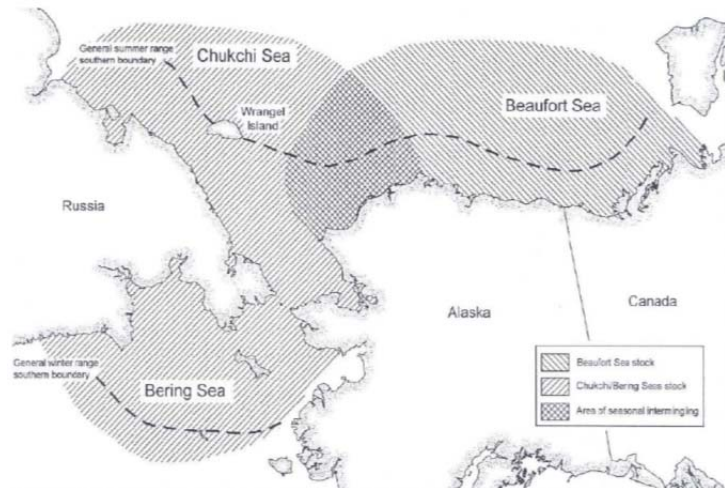 General summer range
southern boundary
Chukchi Sea
Beaufort Sea
Wrangel
Island
Russia
Alaska
Canada
General winter range
southern boundary
Bering Sea
Beaufort Sea stock
Chukchi/Bering Seas stock
Area of seasonal intermingling